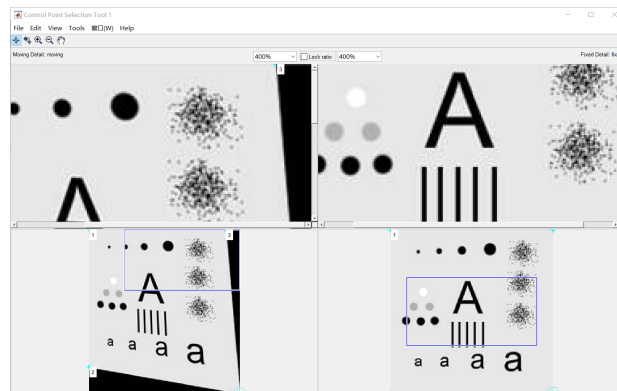 Control Point Selection Tool 1
File Edit View Tools 窗口(W) Help
Moving Detail: moving
400%
Lock ratio
400%
Fixed Detail: fix
3
A
A
1
3
2
A
a a a a
1
A
a a a a